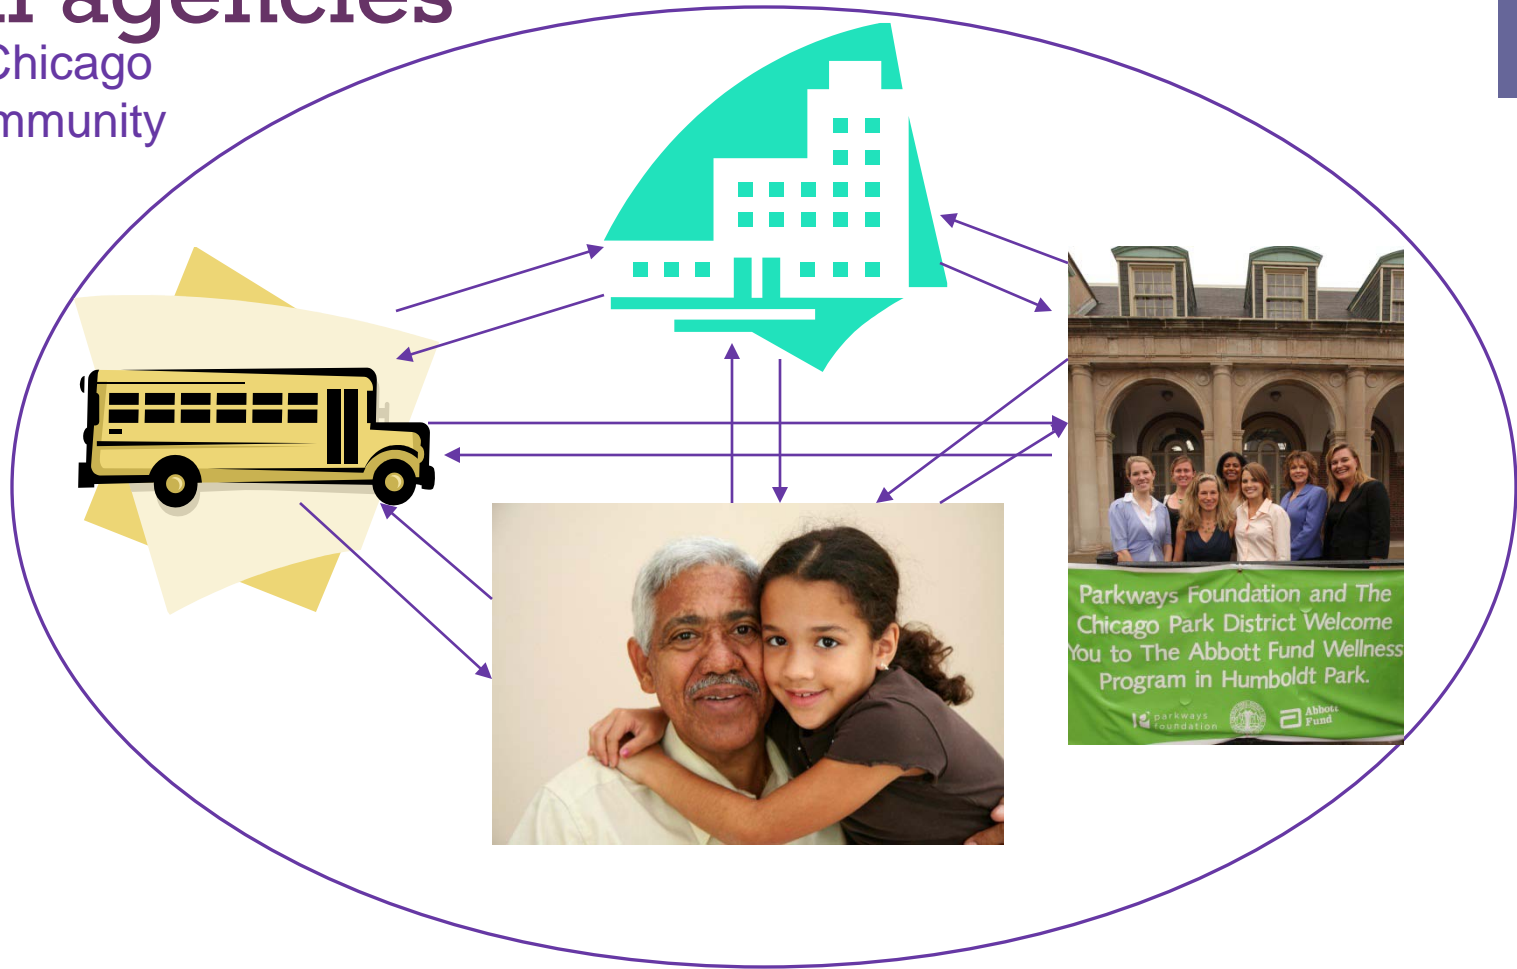 agencies
Chicago
mmunity
Parkways Foundation and The
Chicago Park District Welcome
You to The Abbott Fund Wellness
Program in Humboldt Park.
parkways
foundation
Abbott
Fund